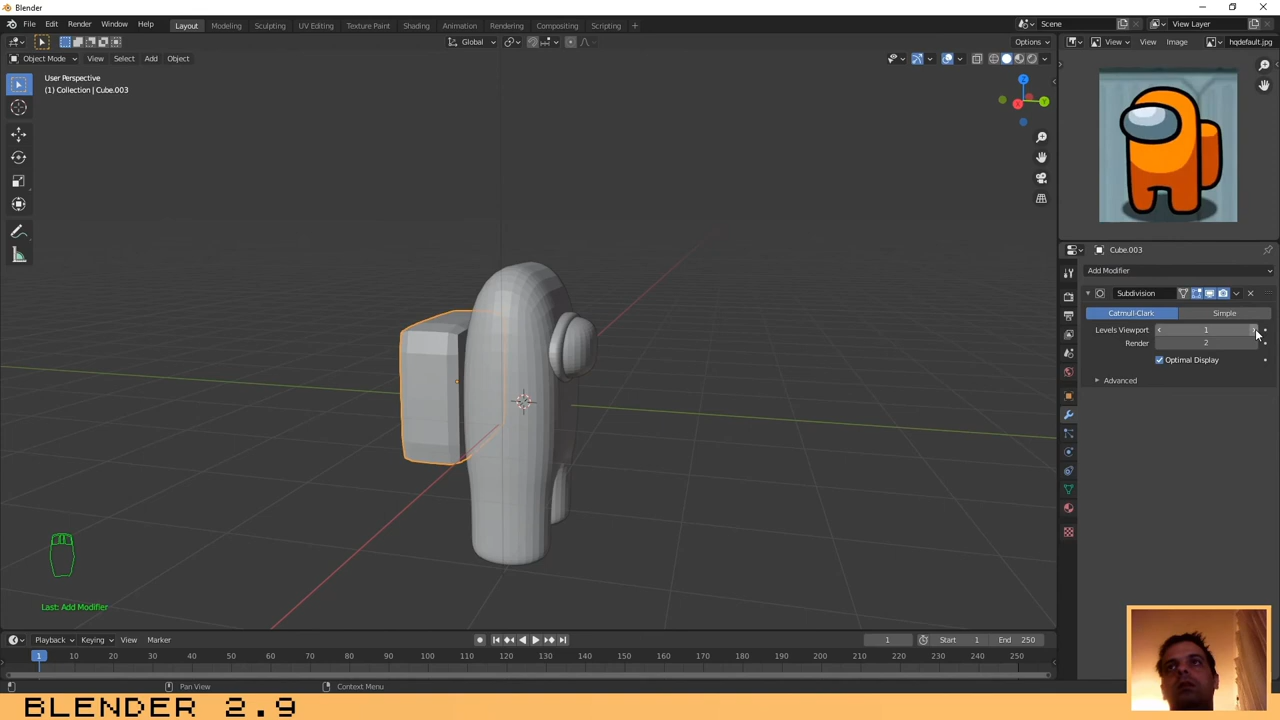 Blender
File Edit Render Window Help Layout Modeling Sculpting UV Editing Texture Paint Shading Animation Rendering Compositing Scripting + Scene View Layer
Global Options View View Image hqdefault.jpg
Object Mode View Select Add Object
User Perspective
(1) Collection | Cube.003
Z
Y
X
Cube.003
Add Modifier
Subdivision
Catmull-Clark Simple
Levels Viewport 1
Render 2
Optimal Display
Advanced
Last: Add Modifier
Playback Keying View Marker 1 Start 1 End 250
1 10 20 30 40 50 60 70 80 90 100 110 120 130 140 150 160 170 180 190 200 210 220 230 240 250
Pan View Context Menu
BLENDER 2.9